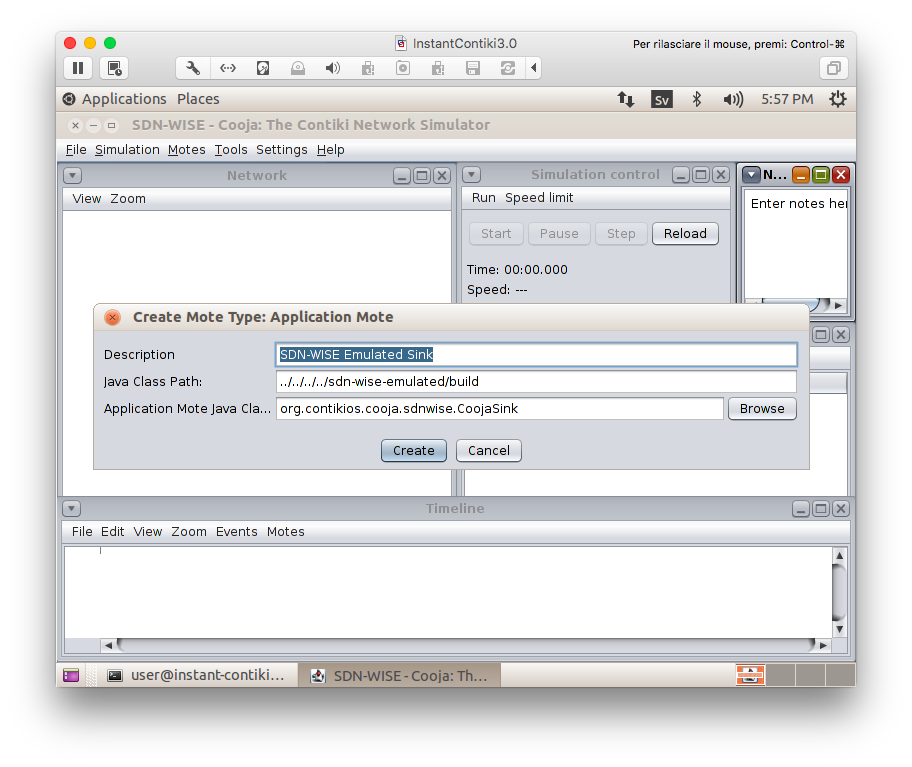 InstantContiki3.0
Per rilasciare il mouse, premi: Control-⌘
Applications Places
Sv
5:57 PM
SDN-WISE - Cooja: The Contiki Network Simulator
File Simulation Motes Tools Settings Help
Network
View Zoom
Simulation control
Run Speed limit
Start Pause Step Reload
Time: 00:00.000
Speed: ---
N...
Enter notes her
Create Mote Type: Application Mote
Description SDN-WISE Emulated Sink
Java Class Path: ../../../../sdn-wise-emulated/build
Application Mote Java Cla... org.contikios.cooja.sdnwise.CoojaSink Browse
Create Cancel
Timeline
File Edit View Zoom Events Motes
user@instant-contiki... SDN-WISE - Cooja: Th...